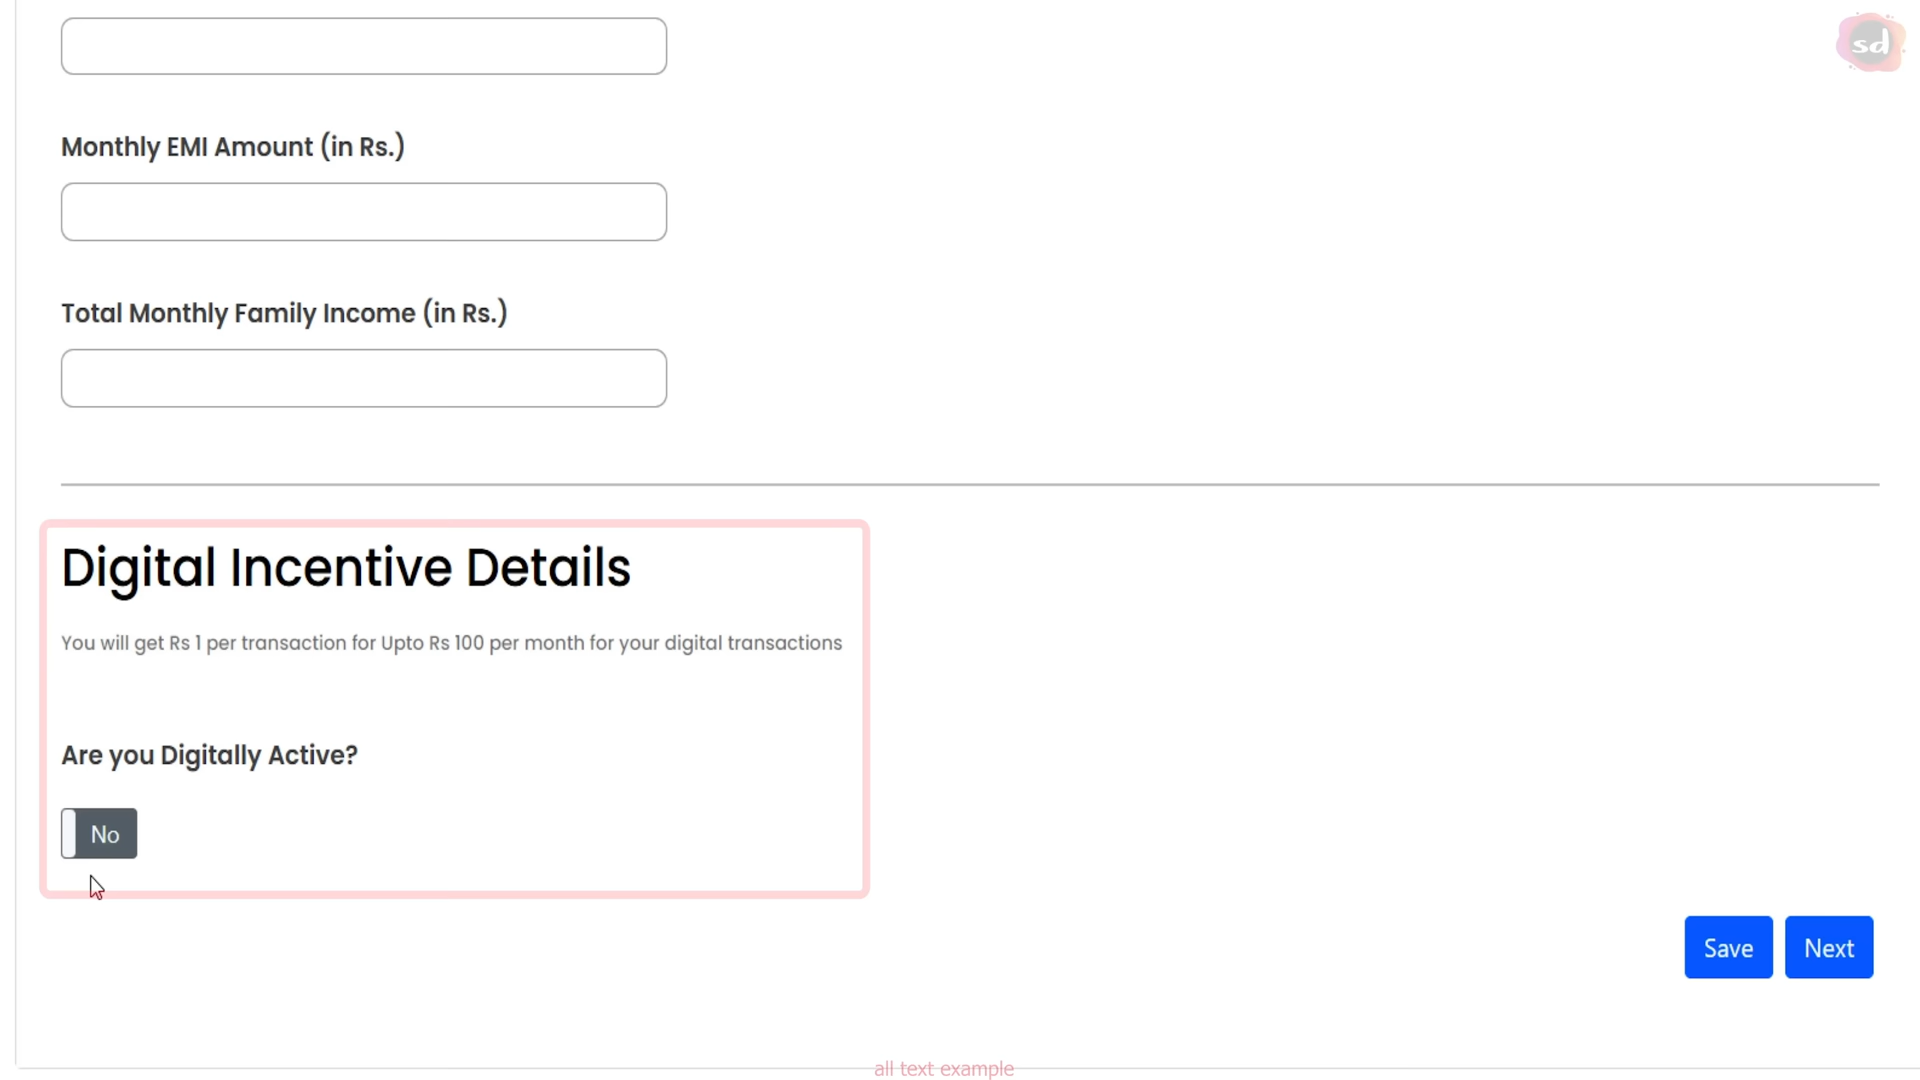 sd
Monthly EMI Amount (in Rs.)
Total Monthly Family Income (in Rs.)
Digital Incentive Details
You will get Rs 1 per transaction for Upto Rs 100 per month for your digital transactions
Are you Digitally Active?
No
Save
Next
all text example